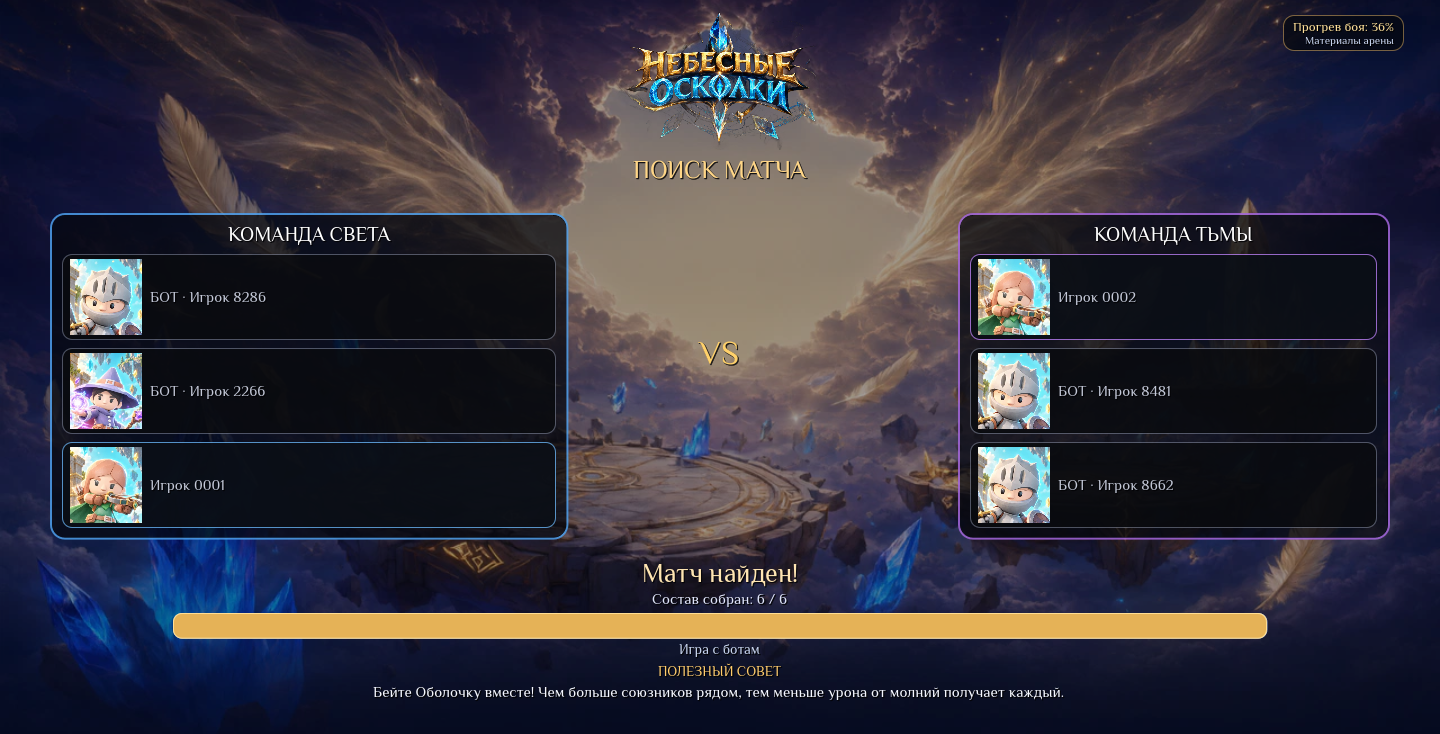 Прогрев боя: 36%
Материалы арены
НЕБЕСНЫЕ
ОСКОЛКИ
ПОИСК МАТЧА
КОМАНДА СВЕТА
БОТ · Игрок 8286
БОТ · Игрок 2266
Игрок 0001
VS
КОМАНДА ТЬМЫ
Игрок 0002
БОТ · Игрок 8481
БОТ · Игрок 8662
Матч найден!
Состав собран: 6 / 6
Игра с ботами
ПОЛЕЗНЫЙ СОВЕТ
Бейте Оболочку вместе! Чем больше союзников рядом, тем меньше урона от молний получает каждый.